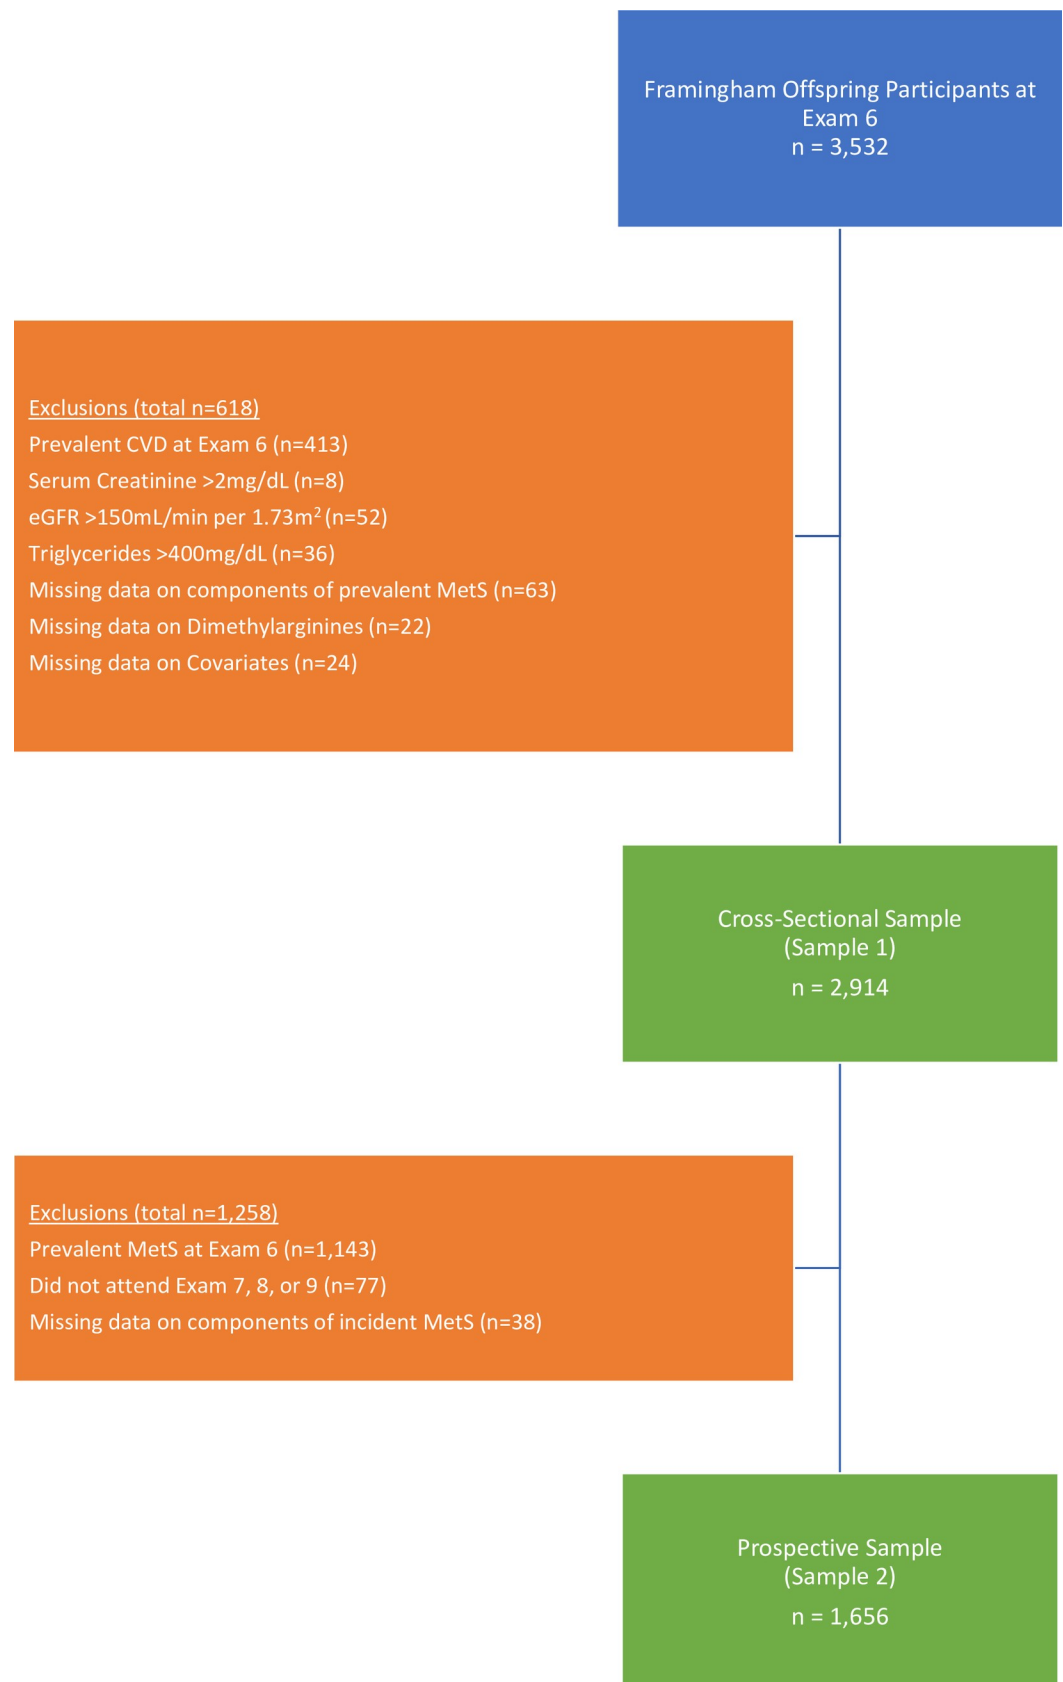 Framingham Offspring Participants at
Exam 6
n = 3,532
Exclusions (total n=618)
Prevalent CVD at Exam 6 (n=413)
Serum Creatinine >2mg/dL (n=8)
eGFR >150mL/min per 1.73m² (n=52)
Triglycerides >400mg/dL (n=36)
Missing data on components of prevalent MetS (n=63)
Missing data on Dimethylarginines (n=22)
Missing data on Covariates (n=24)
Cross-Sectional Sample
(Sample 1)
n = 2,914
Exclusions (total n=1,258)
Prevalent MetS at Exam 6 (n=1,143)
Did not attend Exam 7, 8, or 9 (n=77)
Missing data on components of incident MetS (n=38)
Prospective Sample
(Sample 2)
n = 1,656